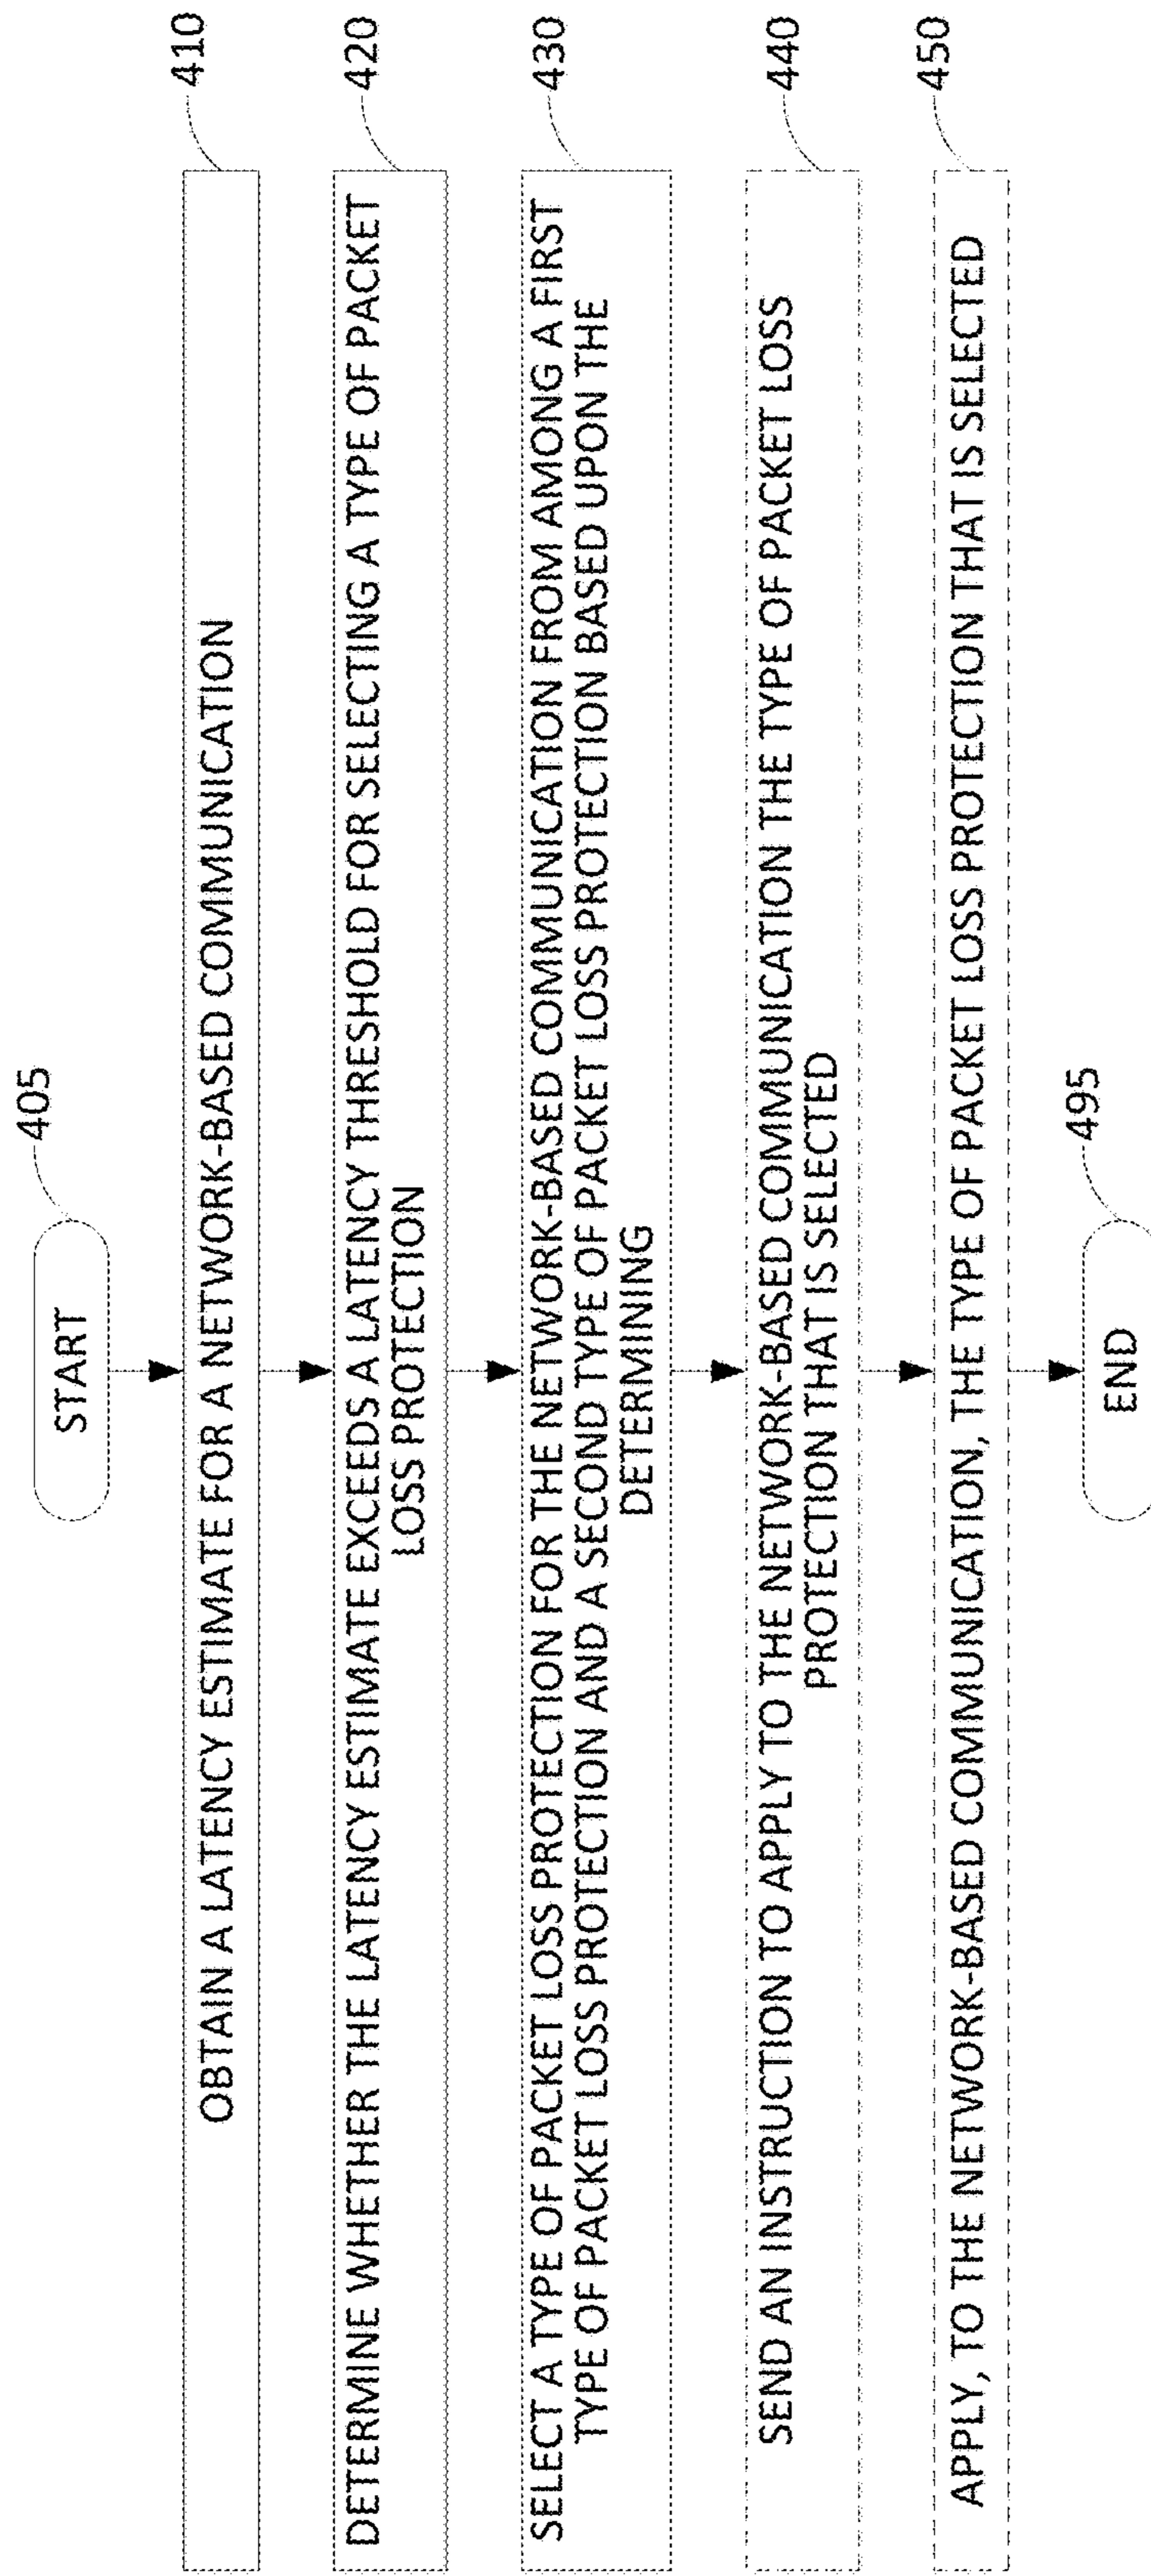 START
405
OBTAIN A LATENCY ESTIMATE FOR A NETWORK-BASED COMMUNICATION
410
DETERMINE WHETHER THE LATENCY ESTIMATE EXCEEDS A LATENCY THRESHOLD FOR SELECTING A TYPE OF PACKET
LOSS PROTECTION
420
SELECT A TYPE OF PACKET LOSS PROTECTION FOR THE NETWORK-BASED COMMUNICATION FROM AMONG A FIRST
TYPE OF PACKET LOSS PROTECTION AND A SECOND TYPE OF PACKET LOSS PROTECTION BASED UPON THE
DETERMINING
430
SEND AN INSTRUCTION TO APPLY TO THE NETWORK-BASED COMMUNICATION THE TYPE OF PACKET LOSS
PROTECTION THAT IS SELECTED
440
APPLY, TO THE NETWORK-BASED COMMUNICATION, THE TYPE OF PACKET LOSS PROTECTION THAT IS SELECTED
450
END
495